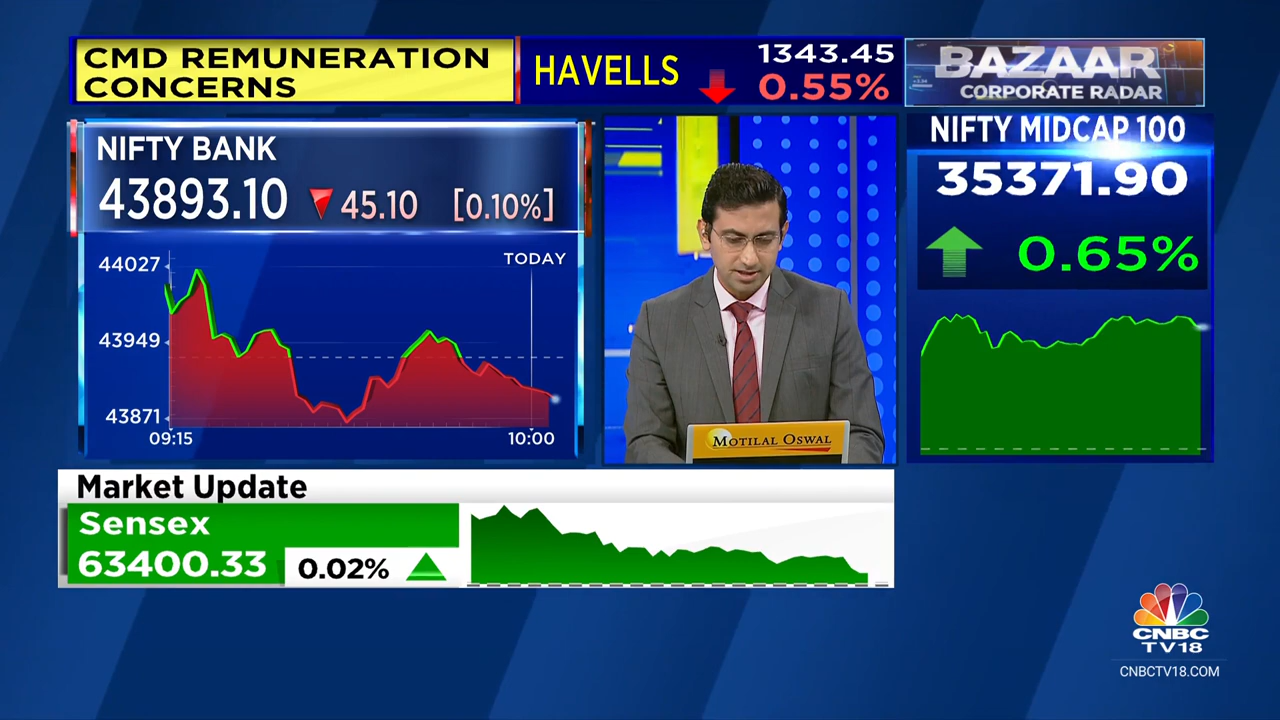 CMD REMUNERATION
CONCERNS
HAVELLS
1343.45
0.55%
BAZAAR
CORPORATE RADAR
NIFTY BANK
43893.10 45.10 [0.10%]
TODAY
44027
43949
43871
09:15 10:00
MOTILAL OSWAL
NIFTY MIDCAP 100
35371.90
0.65%
Market Update
Sensex
63400.33 0.02%
CNBC
TV18
CNBCTV18.COM